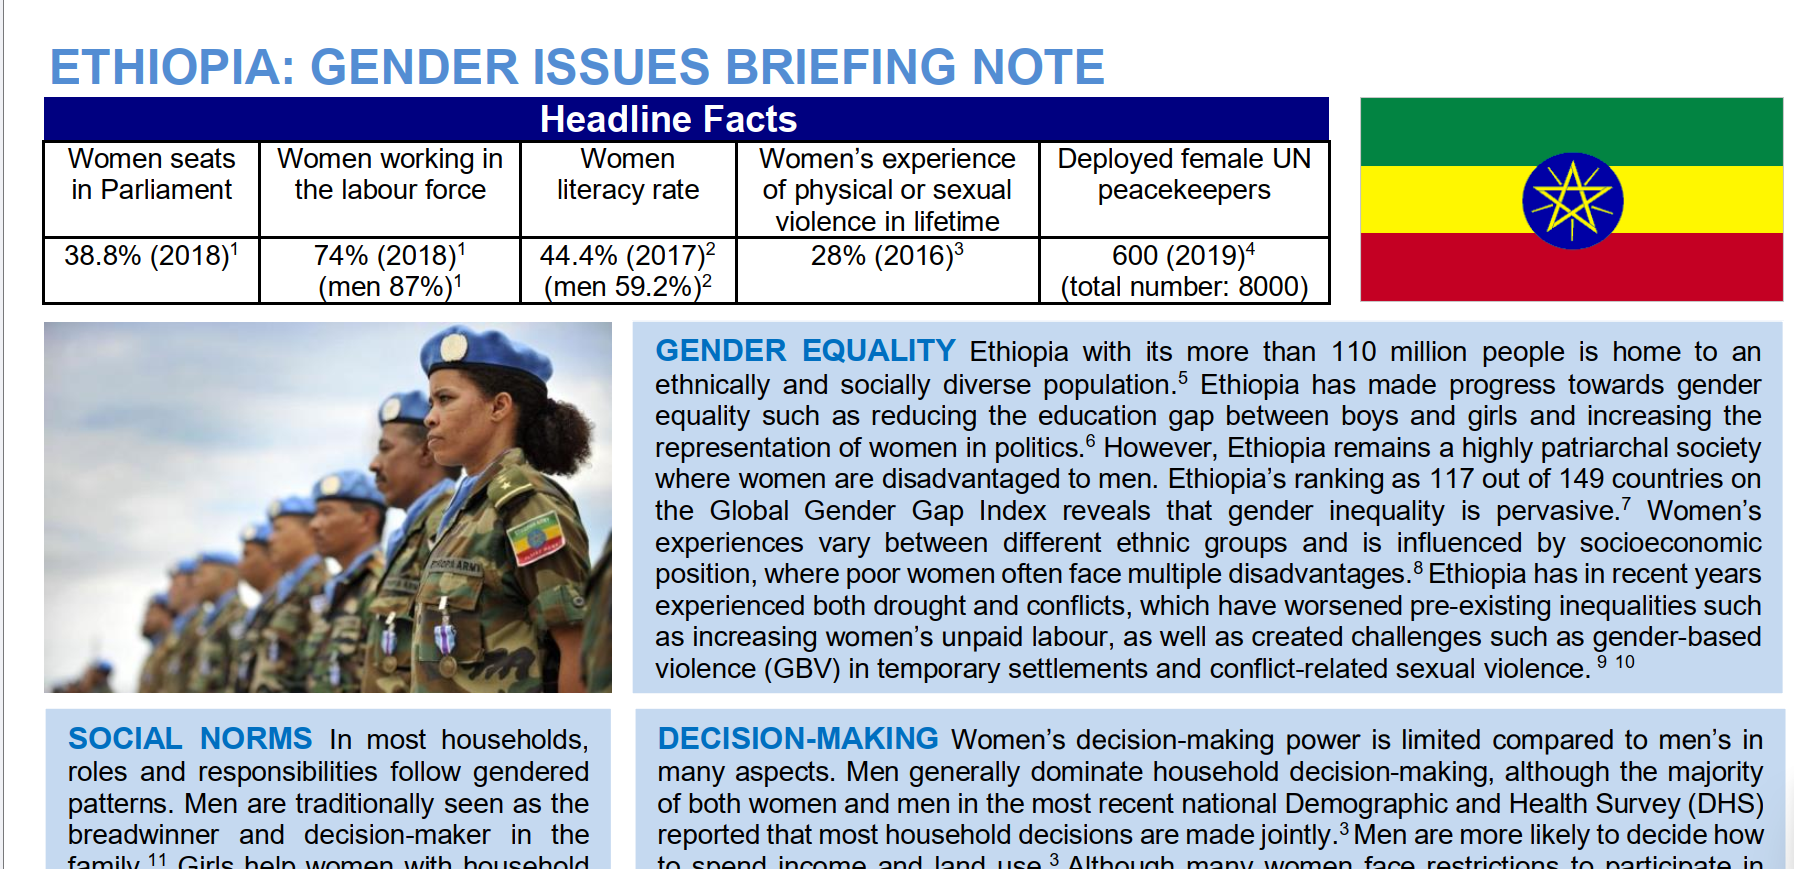 ETHIOPIA: GENDER ISSUES BRIEFING NOTE
Headline Facts
Women seats in Parliament
Women working in the labour force
Women literacy rate
Women’s experience of physical or sexual violence in lifetime
Deployed female UN peacekeepers
38.8% (2018)1
74% (2018)1
(men 87%)1
44.4% (2017)2
(men 59.2%)2
28% (2016)3
600 (2019)4
(total number: 8000)
GENDER EQUALITY Ethiopia with its more than 110 million people is home to an
ethnically and socially diverse population.5 Ethiopia has made progress towards gender
equality such as reducing the education gap between boys and girls and increasing the
representation of women in politics.6 However, Ethiopia remains a highly patriarchal society
where women are disadvantaged to men. Ethiopia’s ranking as 117 out of 149 countries on
the Global Gender Gap Index reveals that gender inequality is pervasive.7 Women’s
experiences vary between different ethnic groups and is influenced by socioeconomic
position, where poor women often face multiple disadvantages.8 Ethiopia has in recent years
experienced both drought and conflicts, which have worsened pre-existing inequalities such
as increasing women’s unpaid labour, as well as created challenges such as gender-based
violence (GBV) in temporary settlements and conflict-related sexual violence. 9 10
SOCIAL NORMS In most households,
roles and responsibilities follow gendered
patterns. Men are traditionally seen as the
breadwinner and decision-maker in the
family.11 Girls help women with household
DECISION-MAKING Women’s decision-making power is limited compared to men’s in
many aspects. Men generally dominate household decision-making, although the majority
of both women and men in the most recent national Demographic and Health Survey (DHS)
reported that most household decisions are made jointly.3 Men are more likely to decide how
to spend income and land use.3 Although many women face restrictions to participate in